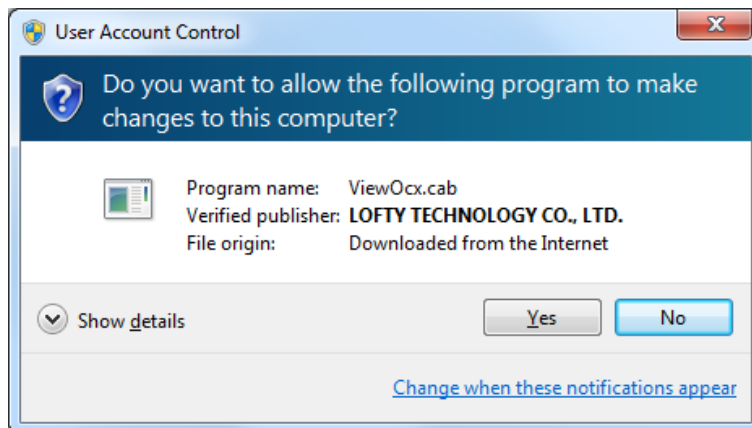 User Account Control
Do you want to allow the following program to make
changes to this computer?
Program name: ViewOcx.cab
Verified publisher: LOFTY TECHNOLOGY CO., LTD.
File origin: Downloaded from the Internet
Show details
Yes
No
Change when these notifications appear